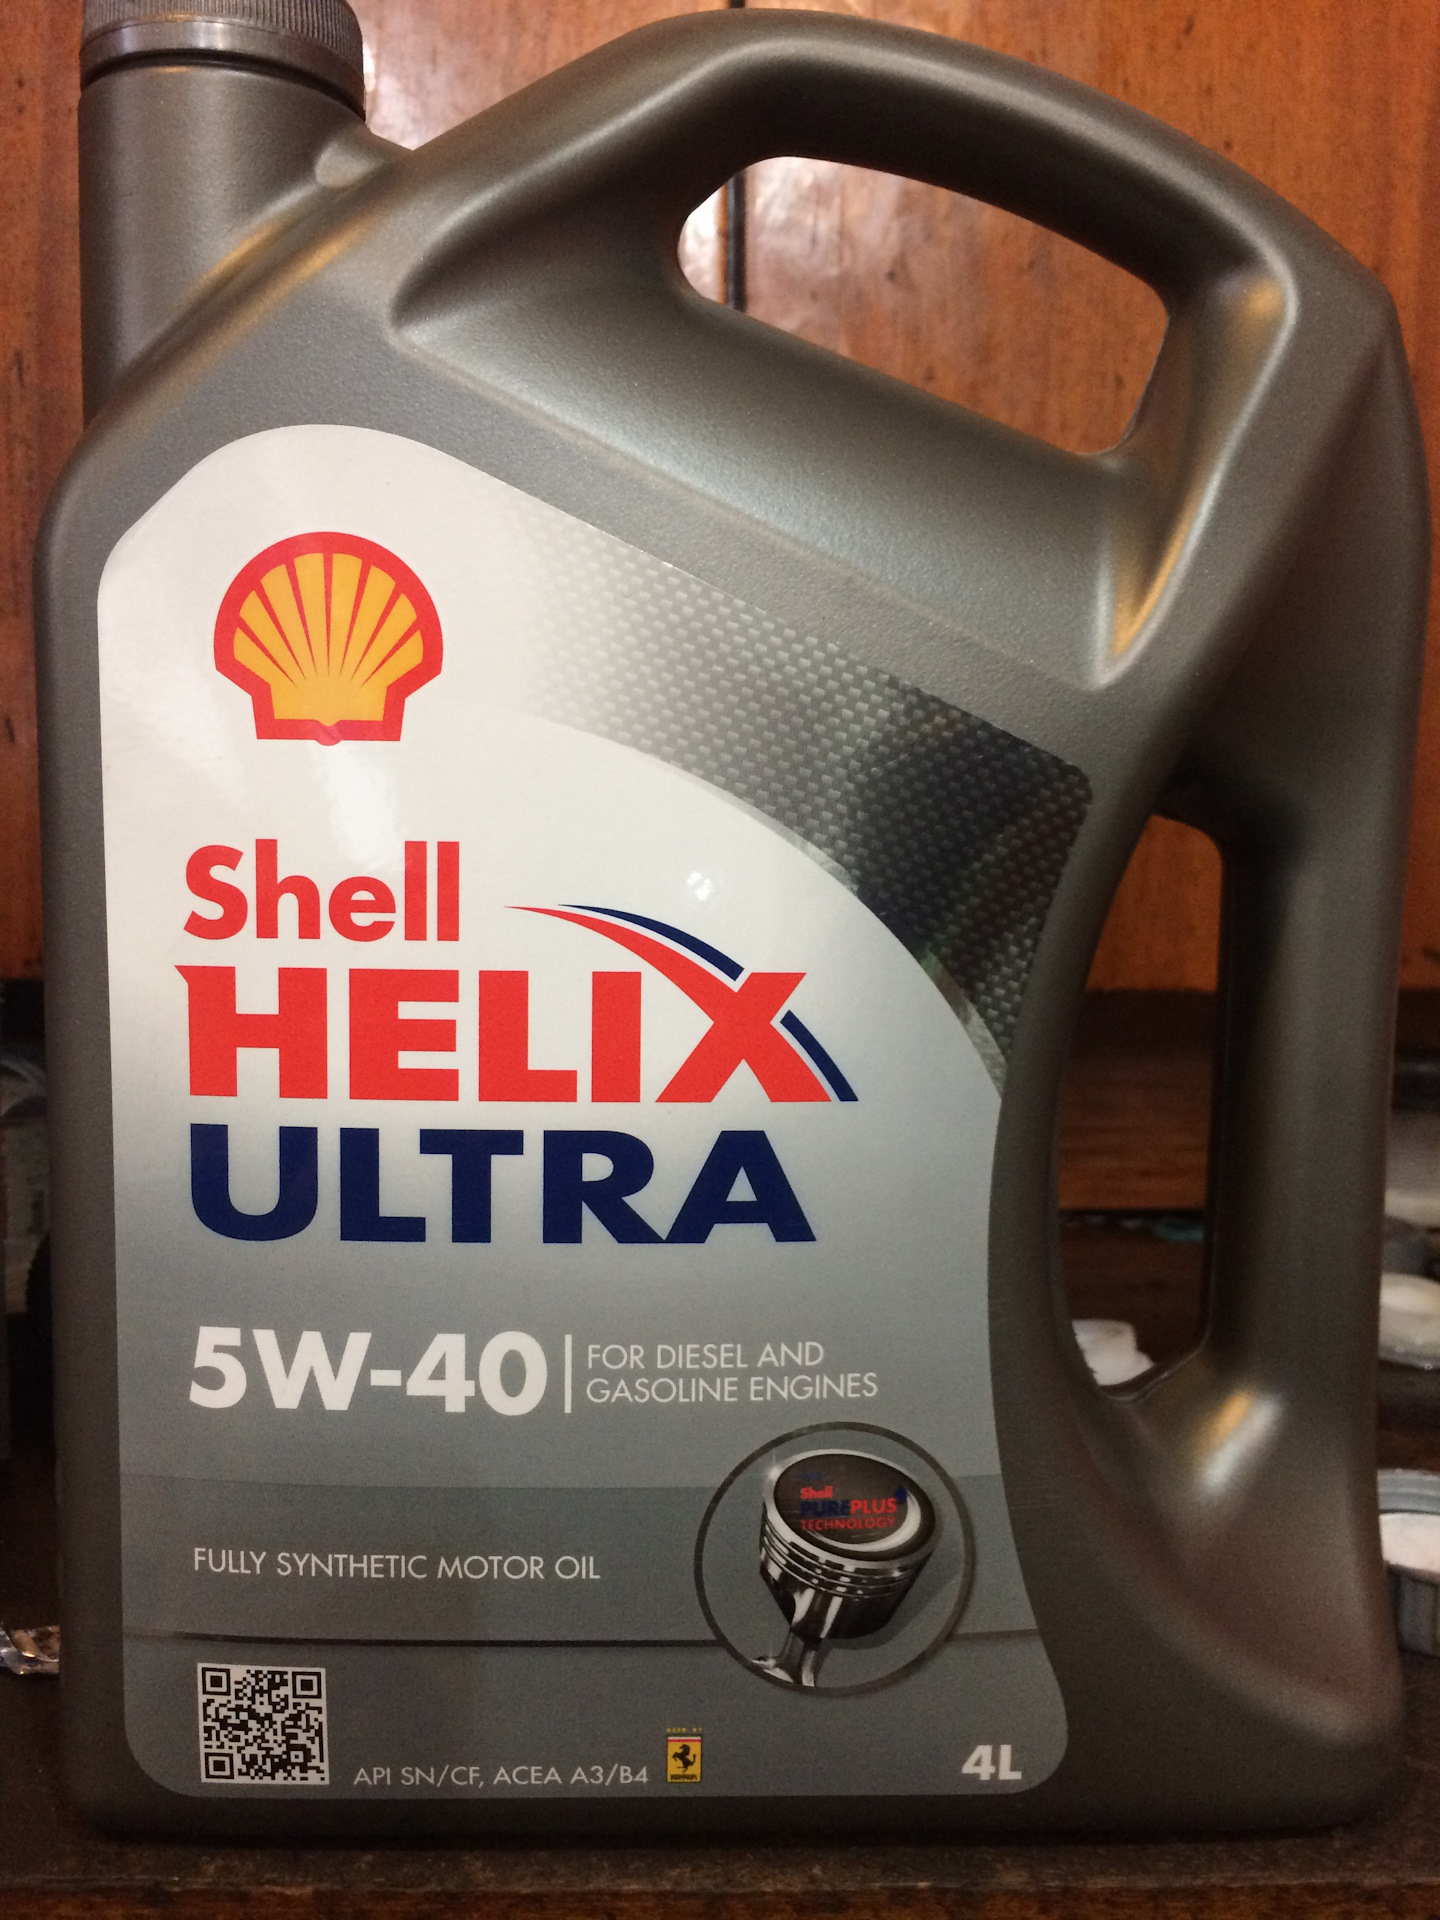 Shell
HELIX
ULTRA
5W-40
FOR DIESEL AND
GASOLINE ENGINES
Shell
PUREPLUS
TECHNOLOGY
FULLY SYNTHETIC MOTOR OIL
API SN/CF, ACEA A3/B4
4L